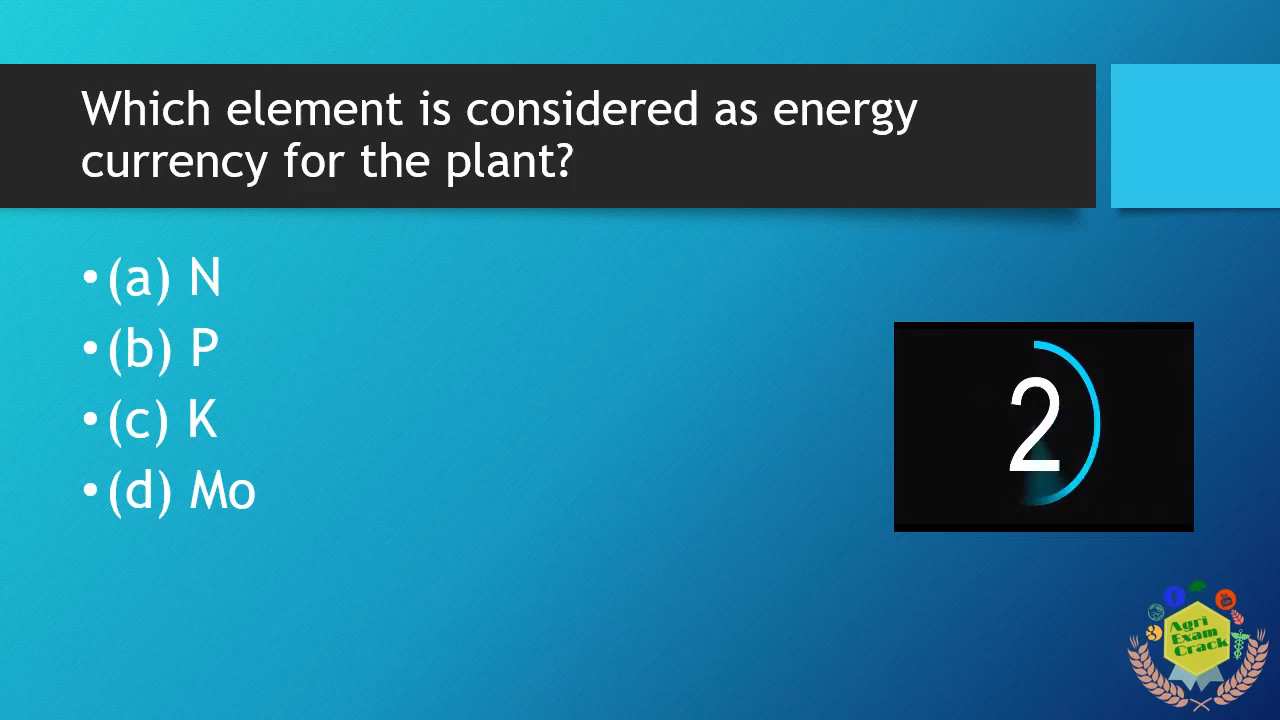 Which element is considered as energy
currency for the plant?
•(a) N
•(b) P
•(c) K
•(d) Mo
2
Agri
Exam
Crack